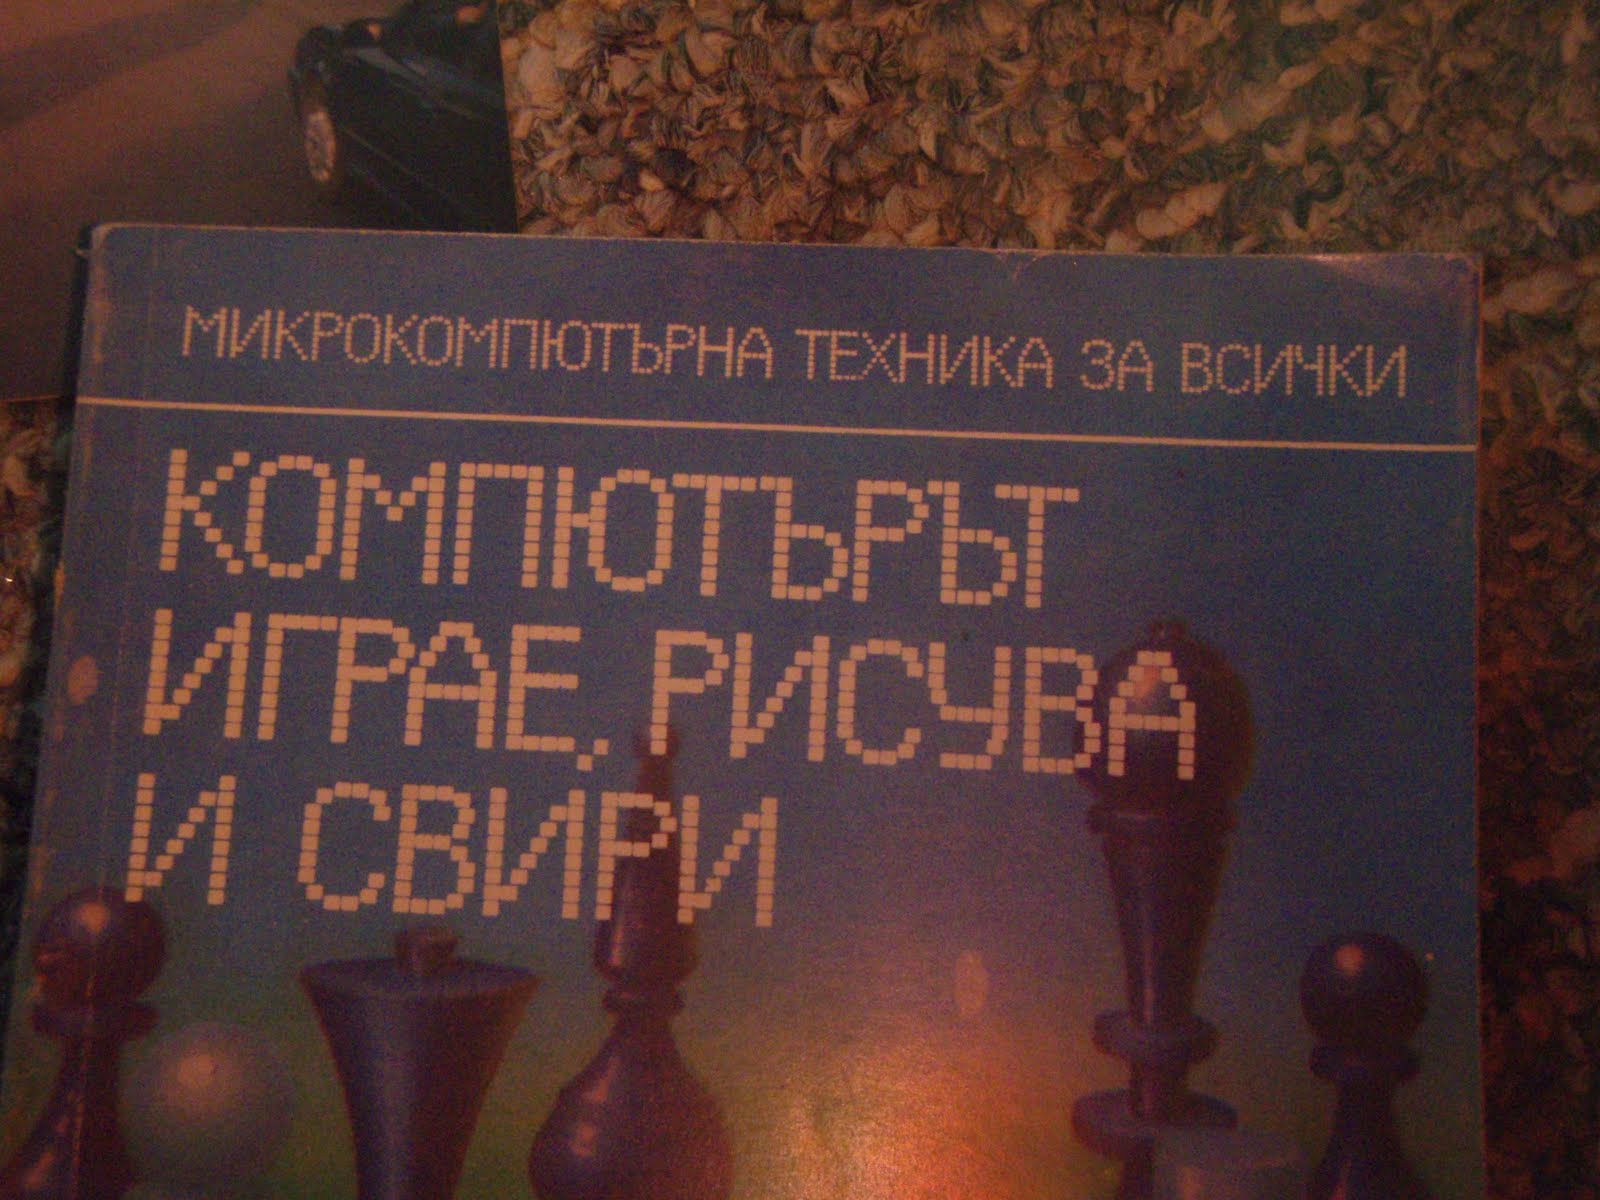 МИКРОКОМПЮТЪРНА ТЕХНИКА ЗА ВСИЧКИ
КОМПЮТЪРЪТ
ИГРАЕ, РИСУВА
И СВИРИ